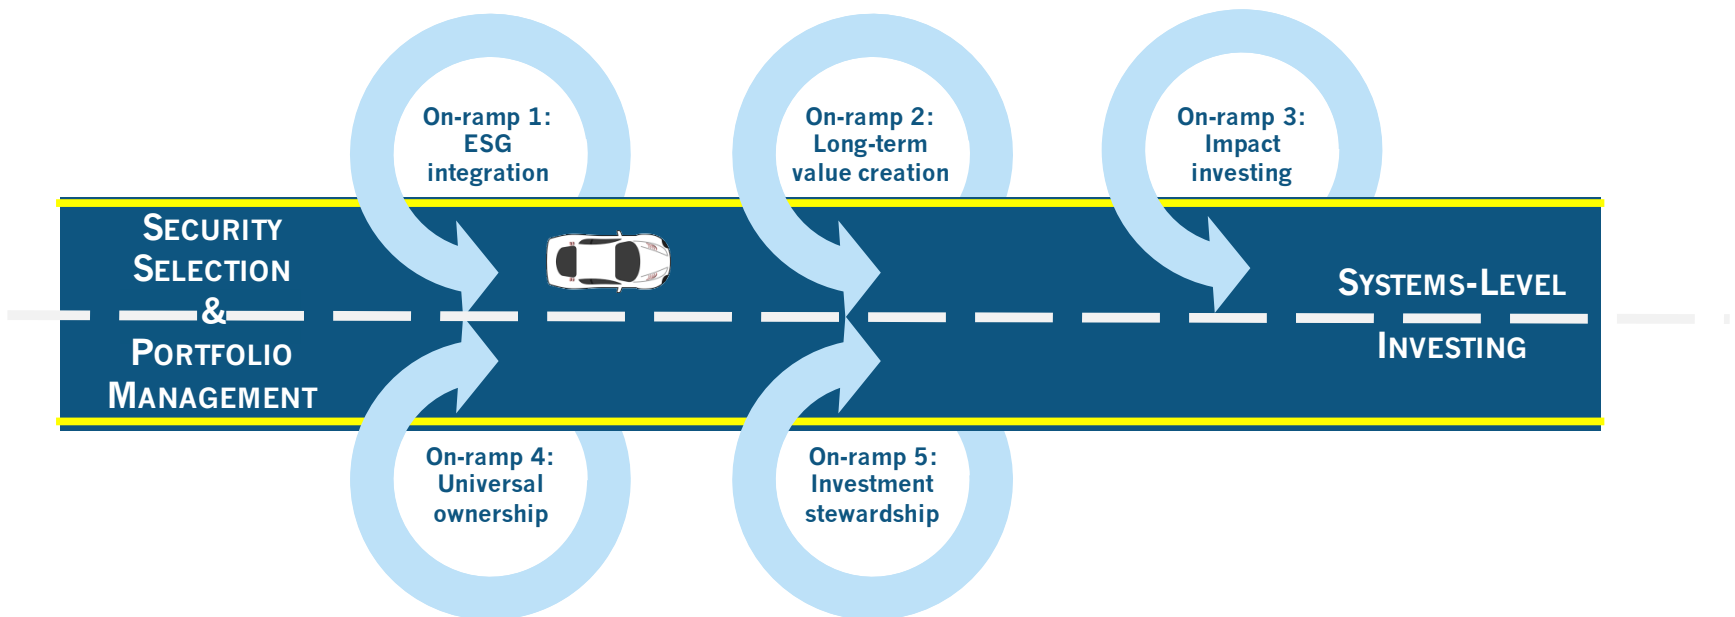 On-ramp 1:
ESG
integration
On-ramp 2:
Long-term
value creation
On-ramp 3:
Impact
investing
SECURITY
SELECTION
&
PORTFOLIO
MANAGEMENT
SYSTEMS-LEVEL
INVESTING
On-ramp 4:
Universal
ownership
On-ramp 5:
Investment
stewardship